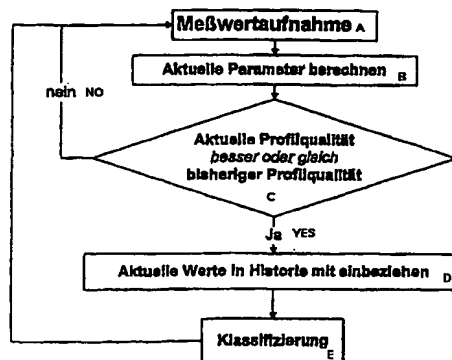 Meßwertaufnahme A
Aktuelle Parameter berechnen B
nein NO
Aktuelle Profilqualität
besser oder gleich
bisheriger Profilqualität
C
Ja YES
Aktuelle Werte in Historie mit einbeziehen D
Klassifizierung E